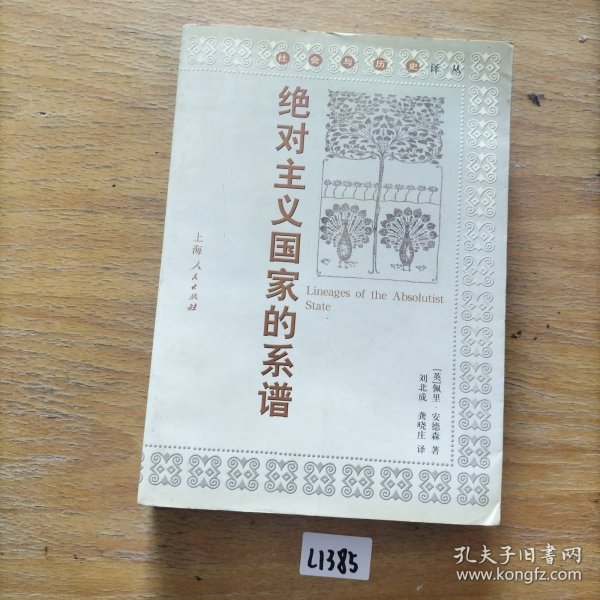 社会与历史译丛
绝对主义国家的系谱
Lineages of the Absolutist
State
[英]佩里·安德森 著
刘北成 龚晓庄 译
上海人民出版社
L1385
孔夫子旧书网
www.kongfz.com